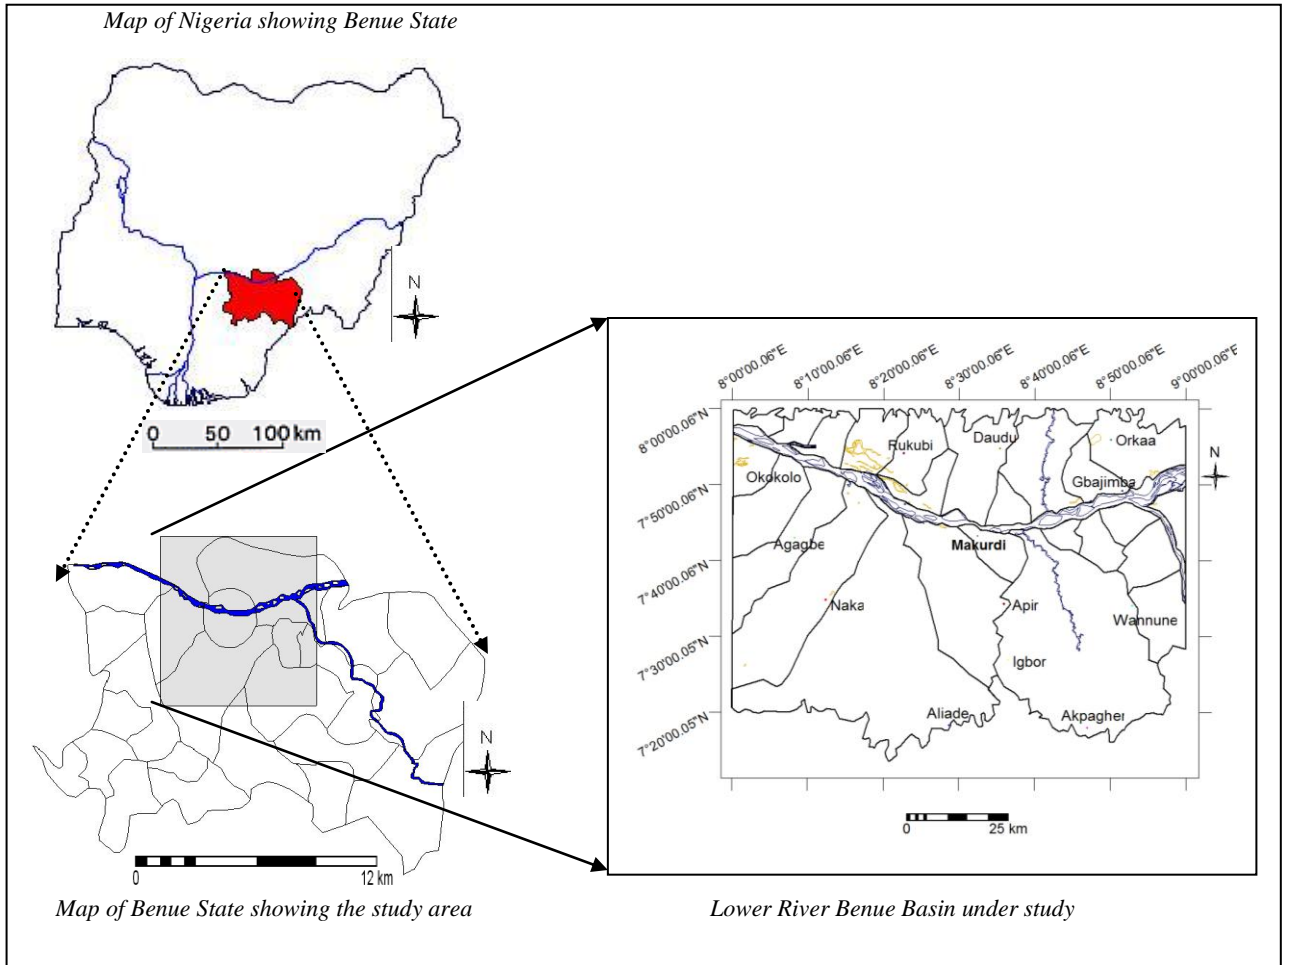 Map of Nigeria showing Benue State
N
0 50 100 km
8°00'00.06"E 8°10'00.06"E 8°20'00.06"E 8°30'00.06"E 8°40'00.06"E 8°50'00.06"E 9°00'00.06"E
8°00'00.06"N
7°50'00.06"N
7°40'00.06"N
7°30'00.05"N
7°20'00.05"N
Rukubi
Daudu
Orkaa
N
Okokolo
Gbajimba
Agagbe
Makurdi
Naka
Apir
Wannune
Igbor
Aliade
Akpagher
0 25 km
N
0 12 km
Map of Benue State showing the study area
Lower River Benue Basin under study